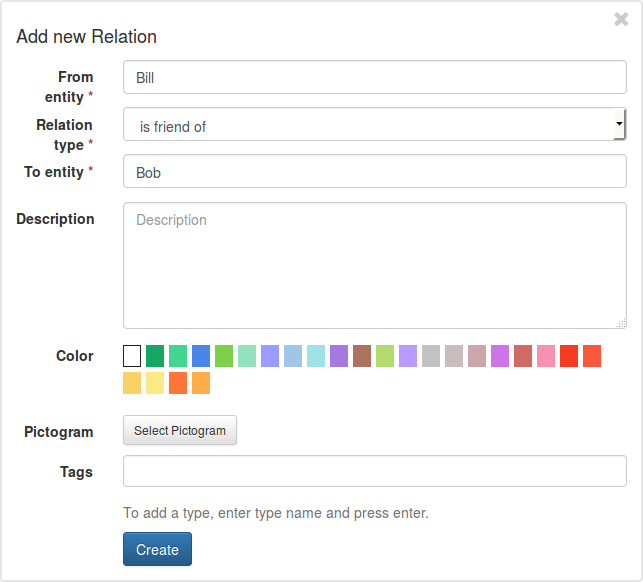 Add new Relation
From
entity *
Bill
Relation
type *
is friend of
To entity *
Bob
Description
Description
Color
Pictogram
Select Pictogram
Tags
To add a type, enter type name and press enter.
Create